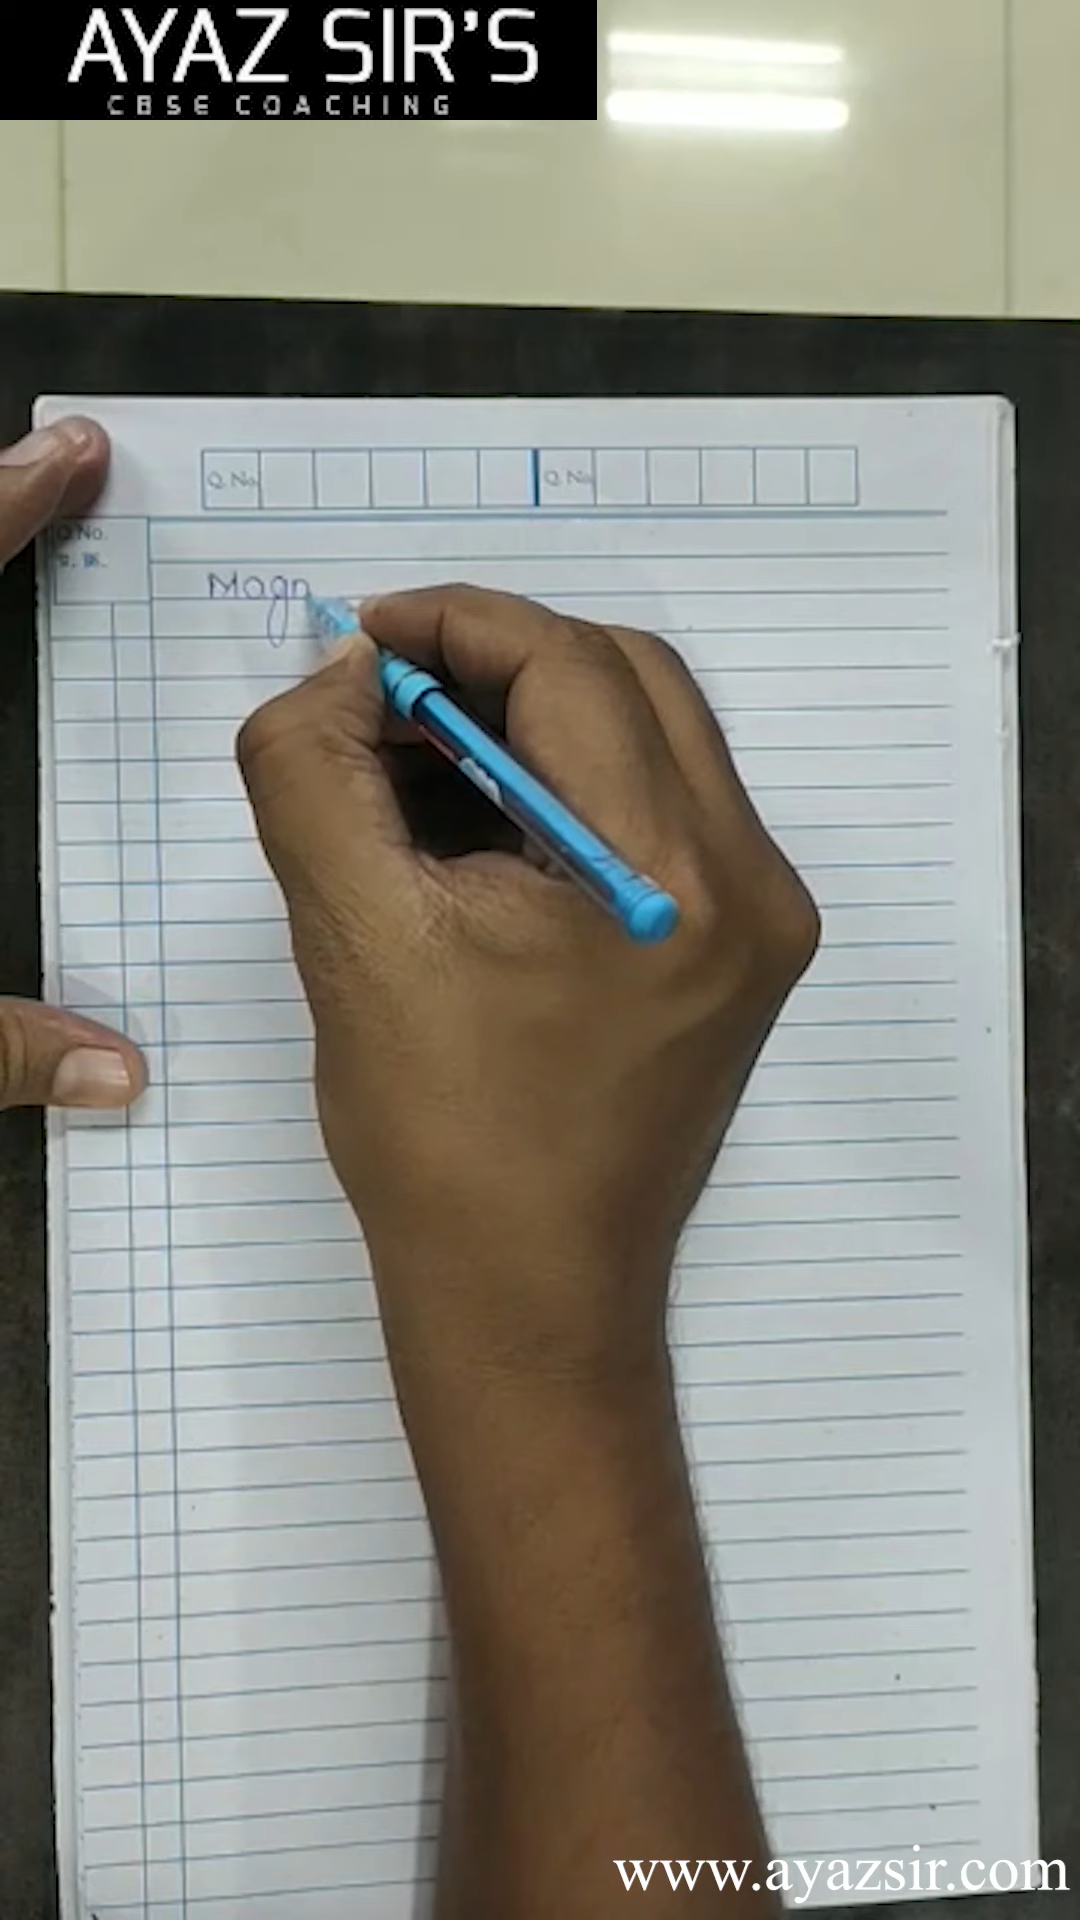 AYAZ SIR'S
CBSE COACHING
Q. No. Q. No.
Q.No.
प्र. क्र.
Magn
www.ayazsir.com